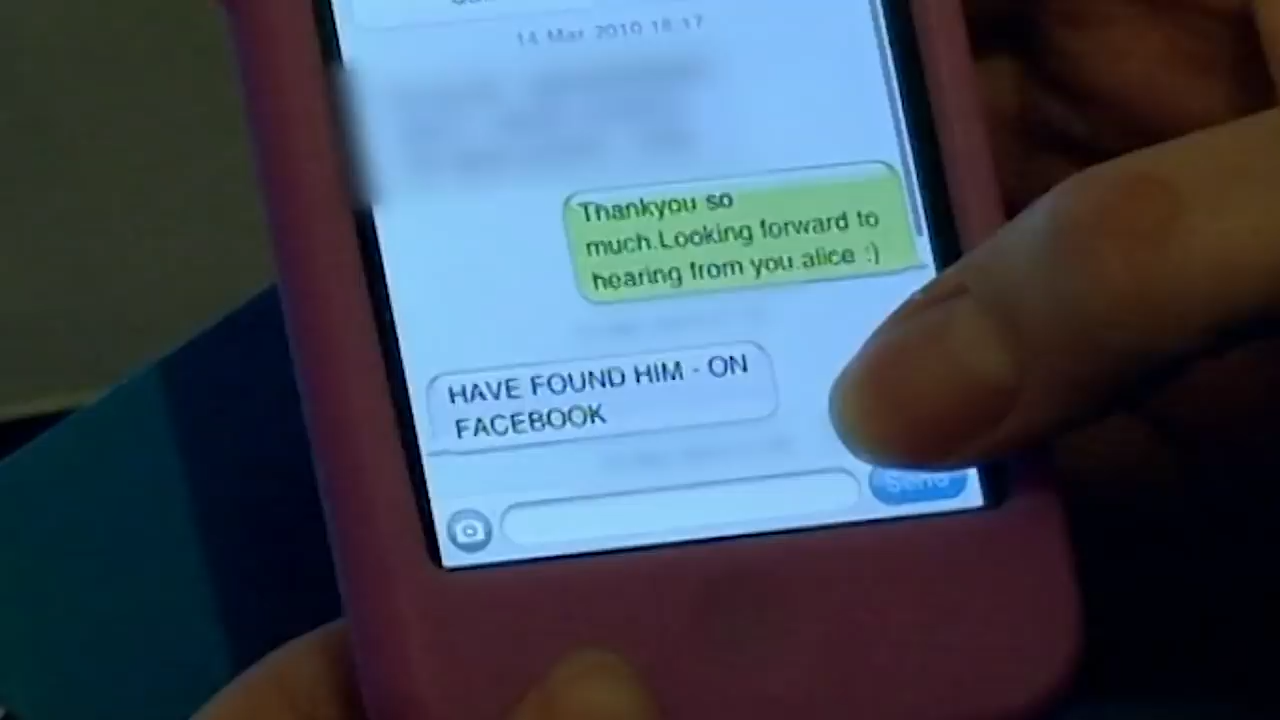 14 Mar 2010 18:17
Thankyou so
much.Looking forward to
hearing from you.alice :)
HAVE FOUND HIM - ON
FACEBOOK
Send